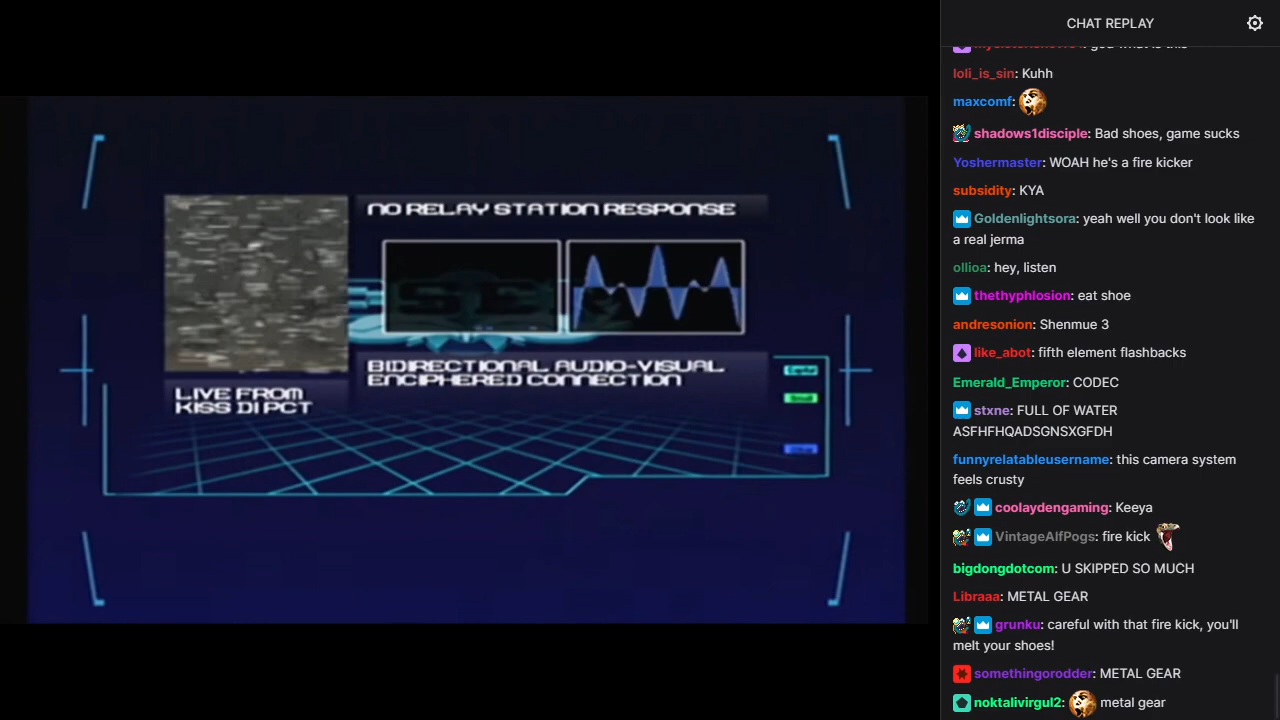 NO RELAY STATION RESPONSE
BIDIRECTIONAL AUDIO-VISUAL
ENCIPHERED CONNECTION
LIVE FROM
KISS DI PCT
CHAT REPLAY
loli_is_sin: Kuhh
maxcomf:
shadows1disciple: Bad shoes, game sucks
Yoshermaster: WOAH he's a fire kicker
subsidity: KYA
Goldenlightsora: yeah well you don't look like
a real jerma
ollioa: hey, listen
thethyphlosion: eat shoe
andresonion: Shenmue 3
like_abot: fifth element flashbacks
Emerald_Emperor: CODEC
stxne: FULL OF WATER
ASFHFHQADSGNSXGFDH
funnyrelatableusername: this camera system
feels crusty
coolaydengaming: Keeya
VintageAlfPogs: fire kick
bigdongdotcom: U SKIPPED SO MUCH
Libraaa: METAL GEAR
grunku: careful with that fire kick, you'll
melt your shoes!
somethingorodder: METAL GEAR
noktalivirgul2: metal gear